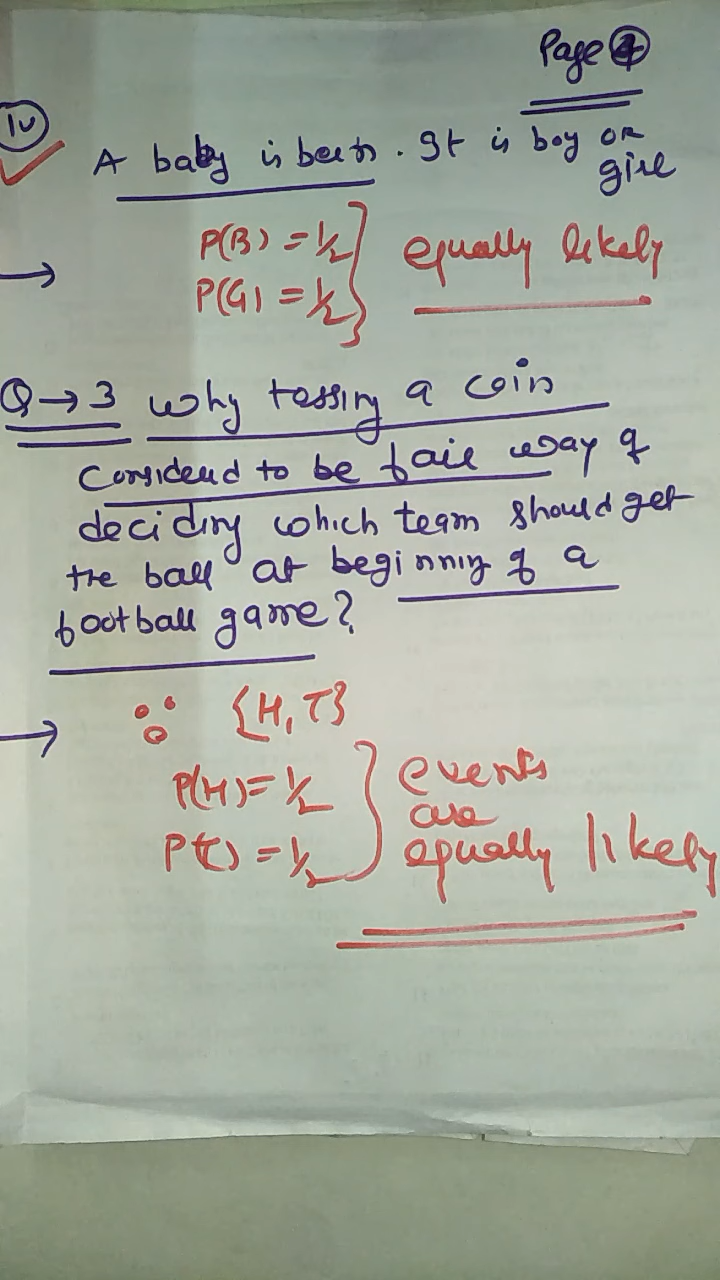 Page 4
iv
A baby is born. It is boy or
girl
P(B) = 1/2
P(G) = 1/2
equally likely
Q → 3 why tossing a coin
Considerd to be fair way of
deciding which team should get
the ball at beginning of a
football game?
{H, T}
P(H) = 1/2
P(T) = 1/2
events
are
equally likely